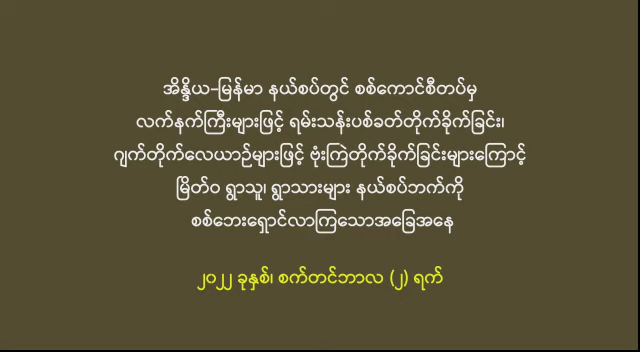 အိန္ဒိယ-မြန်မာ နယ်စပ်တွင် စစ်ကောင်စီတပ်မှ
လက်နက်ကြီးများဖြင့် ရမ်းသန်းပစ်ခတ်တိုက်ခိုက်ခြင်း၊
ဂျက်တိုက်လေယာဉ်များဖြင့် ဗုံးကြဲတိုက်ခိုက်ခြင်းများကြောင့်
မြိတ်ဝ ရွာသူ၊ ရွာသားများ နယ်စပ်ဘက်ကို
စစ်ဘေးရှောင်လာကြသောအခြေအနေ
၂၀၂၂ ခုနှစ်၊ စက်တင်ဘာလ (၂) ရက်